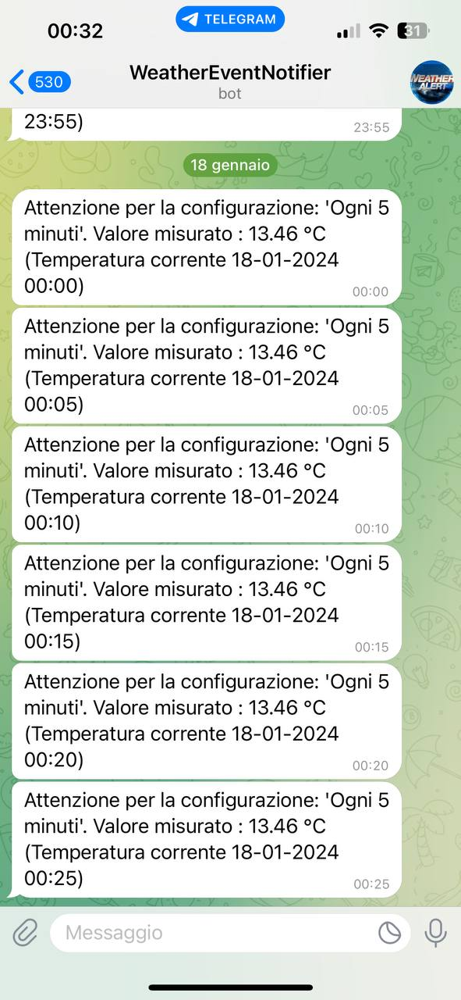 00:32
TELEGRAM
31
530
WeatherEventNotifier
bot
WEATHER
ALERT
23:55)
23:55
18 gennaio
Attenzione per la configurazione: 'Ogni 5
minuti'. Valore misurato : 13.46 °C
(Temperatura corrente 18-01-2024
00:00)
00:00
Attenzione per la configurazione: 'Ogni 5
minuti'. Valore misurato : 13.46 °C
(Temperatura corrente 18-01-2024
00:05)
00:05
Attenzione per la configurazione: 'Ogni 5
minuti'. Valore misurato : 13.46 °C
(Temperatura corrente 18-01-2024
00:10)
00:10
Attenzione per la configurazione: 'Ogni 5
minuti'. Valore misurato : 13.46 °C
(Temperatura corrente 18-01-2024
00:15)
00:15
Attenzione per la configurazione: 'Ogni 5
minuti'. Valore misurato : 13.46 °C
(Temperatura corrente 18-01-2024
00:20)
00:20
Attenzione per la configurazione: 'Ogni 5
minuti'. Valore misurato : 13.46 °C
(Temperatura corrente 18-01-2024
00:25)
00:25
Messaggio